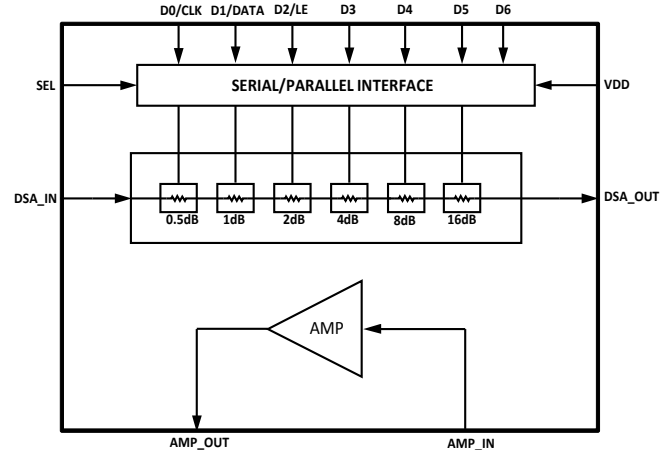 D0/CLK D1/DATA D2/LE D3 D4 D5 D6
SEL
SERIAL/PARALLEL INTERFACE
VDD
DSA_IN
DSA_OUT
0.5dB 1dB 2dB 4dB 8dB 16dB
AMP
AMP_OUT AMP_IN